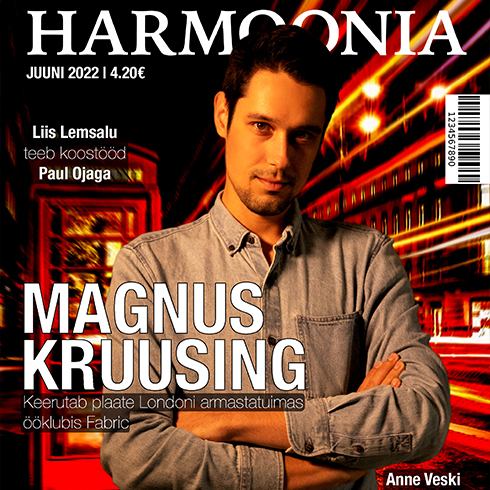 HARMOONIA
JUUNI 2022 | 4.20€
Liis Lemsalu
teeb koostööd
Paul Ojaga
1234567890
MAGNUS
KRUUSING
Keerutab plaate Londoni armastatuimas
ööklubis Fabric
Anne Veski